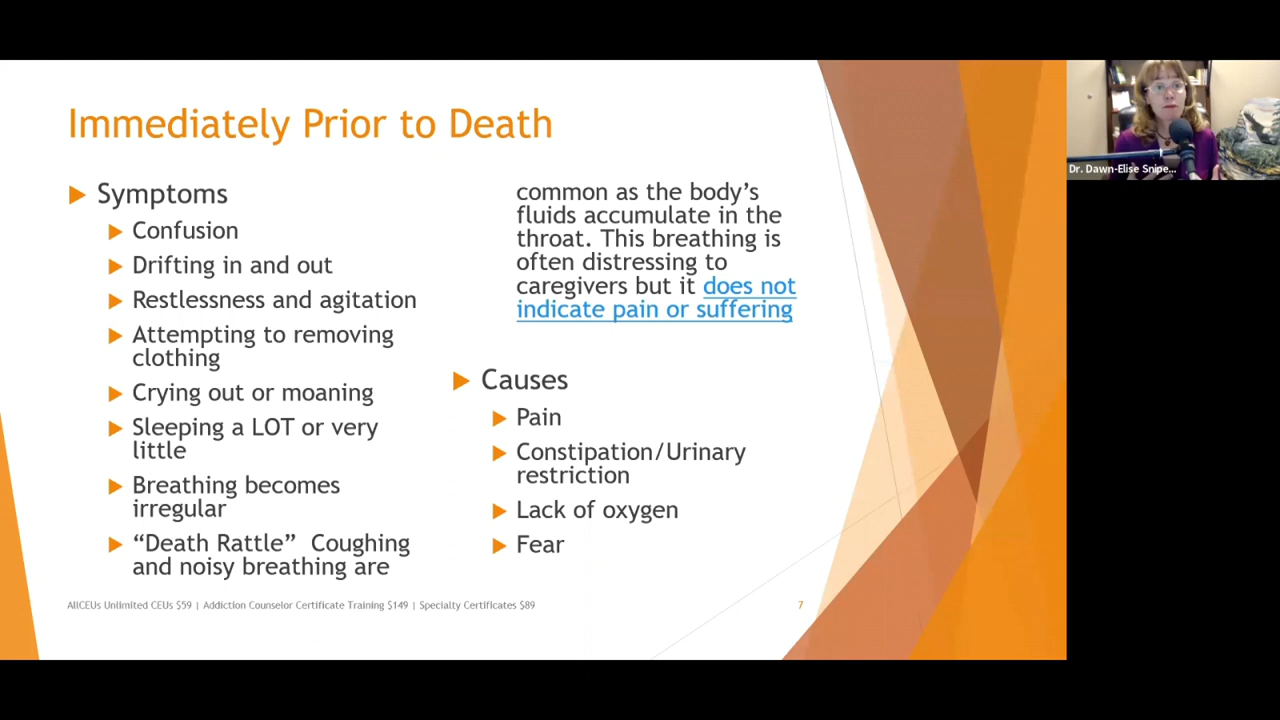 Immediately Prior to Death
Symptoms
Confusion
Drifting in and out
Restlessness and agitation
Attempting to removing
clothing
Crying out or moaning
Sleeping a LOT or very
little
Breathing becomes
irregular
“Death Rattle”  Coughing
and noisy breathing are
common as the body’s
fluids accumulate in the
throat. This breathing is
often distressing to
caregivers but it does not
indicate pain or suffering
Causes
Pain
Constipation/Urinary
restriction
Lack of oxygen
Fear
AllCEUs Unlimited CEUs $59 | Addiction Counselor Certificate Training $149 | Specialty Certificates $89
7
Dr. Dawn-Elise Snipe...